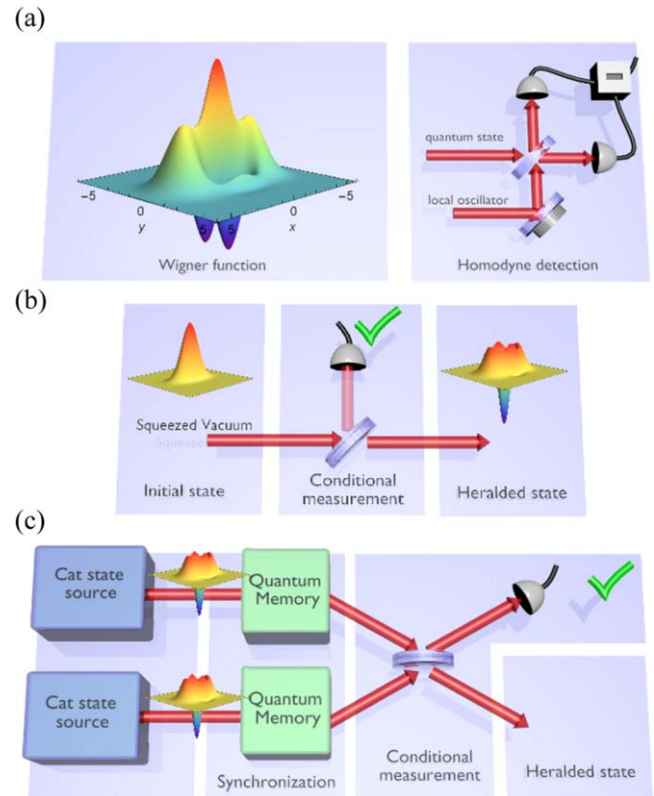 (a)
-5
0
y
5
5
0
x
-5
Wigner function
quantum state
local oscillator
Homodyne detection
(b)
Squeezed Vacuum
Initial state
Conditional
measurement
Heralded state
(c)
Cat state
source
Quantum
Memory
Cat state
source
Quantum
Memory
Synchronization
Conditional
measurement
Heralded state